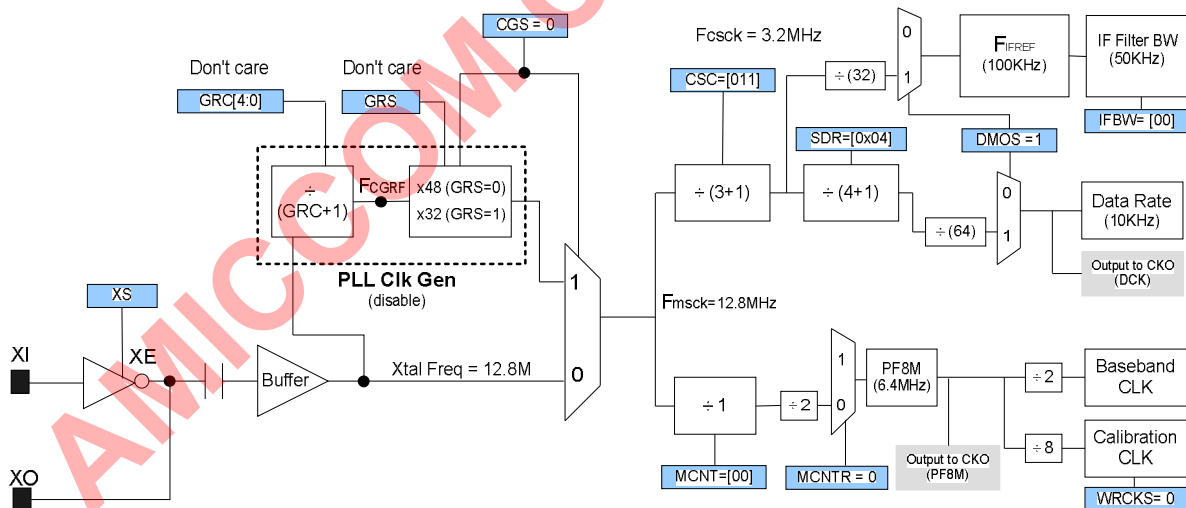 CGS = 0
Fcsck = 3.2MHz
0
1
FIFREF
(100KHz)
IF Filter BW
(50KHz)
IFBW= [00]
Don't care
GRC[4:0]
Don't care
GRS
CSC=[011]
÷(32)
SDR=[0x04]
DMOS =1
÷
(GRC+1)
FCGRF
x48 (GRS=0)
x32 (GRS=1)
÷ (3+1)
÷ (4+1)
÷(64)
0
1
Data Rate
(10KHz)
Output to CKO
(DCK)
PLL Clk Gen
(disable)
1
0
Fmsck=12.8MHz
XS
XI
XE
Buffer
Xtal Freq = 12.8M
XO
÷ 1
÷2
1
0
PF8M
(6.4MHz)
÷2
Baseband
CLK
÷8
Calibration
CLK
MCNT=[00]
MCNTR = 0
Output to CKO
(PF8M)
WRCKS= 0
AMICCOM C